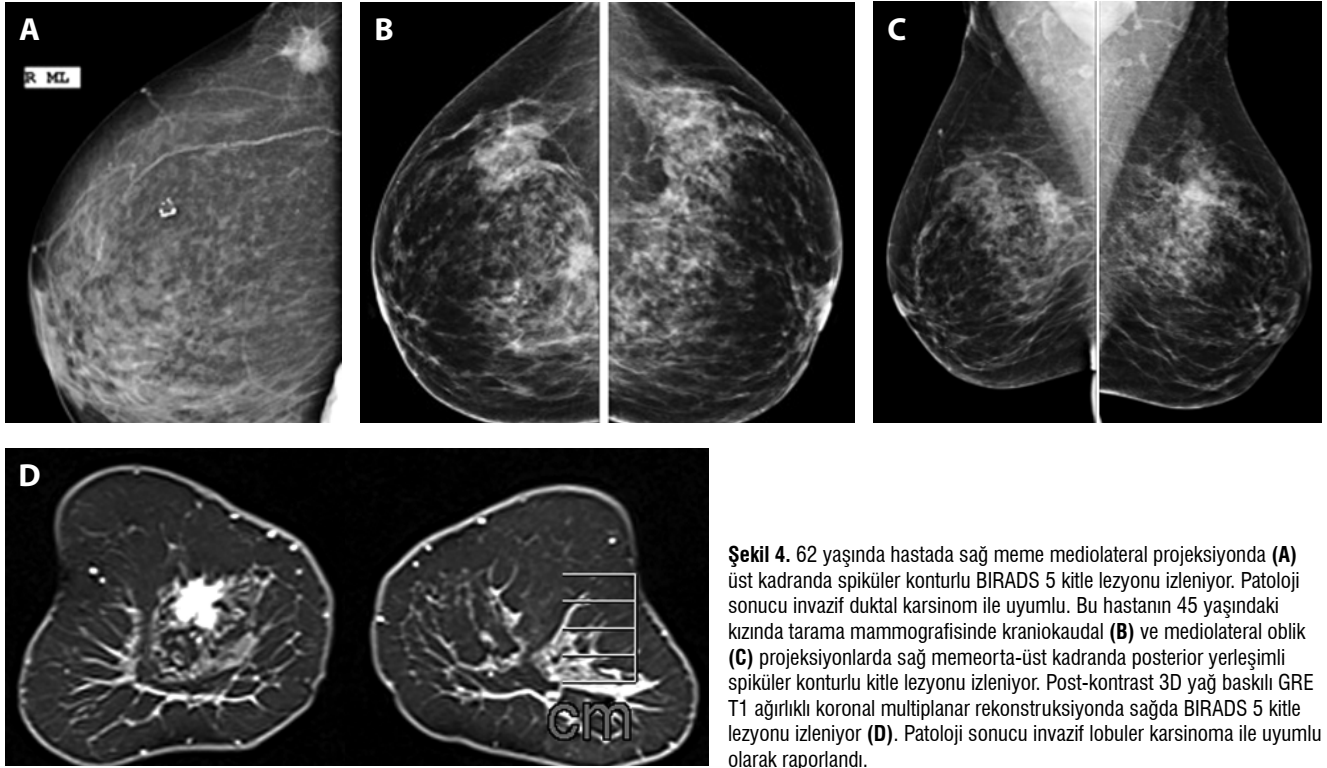 A
R ML
B
C
D
cm
Şekil 4. 62 yaşında hastada sağ meme mediolateral projeksiyonda (A)
üst kadranda spiküler konturlu BIRADS 5 kitle lezyonu izleniyor. Patoloji
sonucu invazif duktal karsinom ile uyumlu. Bu hastanın 45 yaşındaki
kızında tarama mammografisinde kraniokaudal (B) ve mediolateral oblik
(C) projeksiyonlarda sağ memeorta-üst kadranda posterior yerleşimli
spiküler konturlu kitle lezyonu izleniyor. Post-kontrast 3D yağ baskılı GRE
T1 ağırlıklı koronal multiplanar rekonstruksiyonda sağda BIRADS 5 kitle
lezyonu izleniyor (D). Patoloji sonucu invazif lobuler karsinoma ile uyumlu
olarak raporlandı.